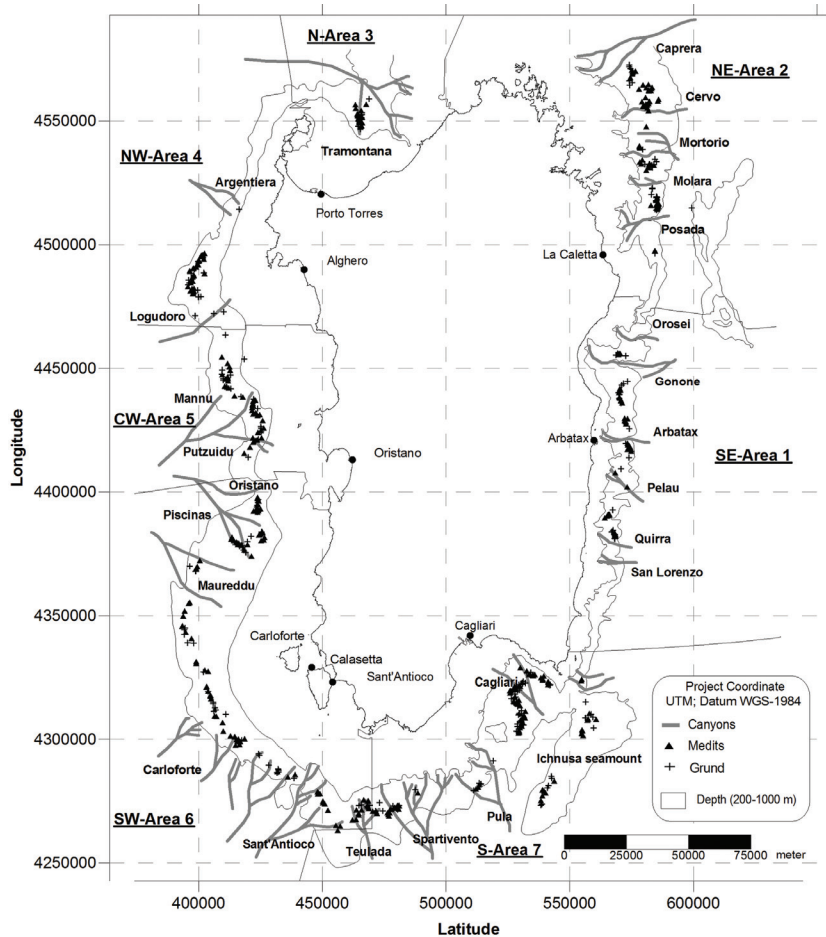 N-Area 3
Caprera
NE-Area 2
Cervo
4550000
Tramontana
Mortorio
NW-Area 4
Argentiera
Molara
Porto Torres
Posada
4500000
La Caletta
Alghero
Logudoro
Orosei
4450000
Gonone
Mannu
CW-Area 5
Arbatax
Arbatax
Putzuidu
Oristano
SE-Area 1
Longitude
4400000
Oristano
Pelau
Piscinas
Quirra
San Lorenzo
Maureddu
4350000
Cagliari
Carloforte
Calasetta
Sant'Antioco
Cagliari
Project Coordinate
UTM; Datum WGS-1984
Canyons
Medits
Grund
Depth (200-1000 m)
4300000
Ichnusa seamount
Carloforte
Pula
SW-Area 6
Sant'Antioco
Spartivento
Teulada
S-Area 7
0 25000 50000 75000 meter
4250000
400000 450000 500000 550000 600000
Latitude